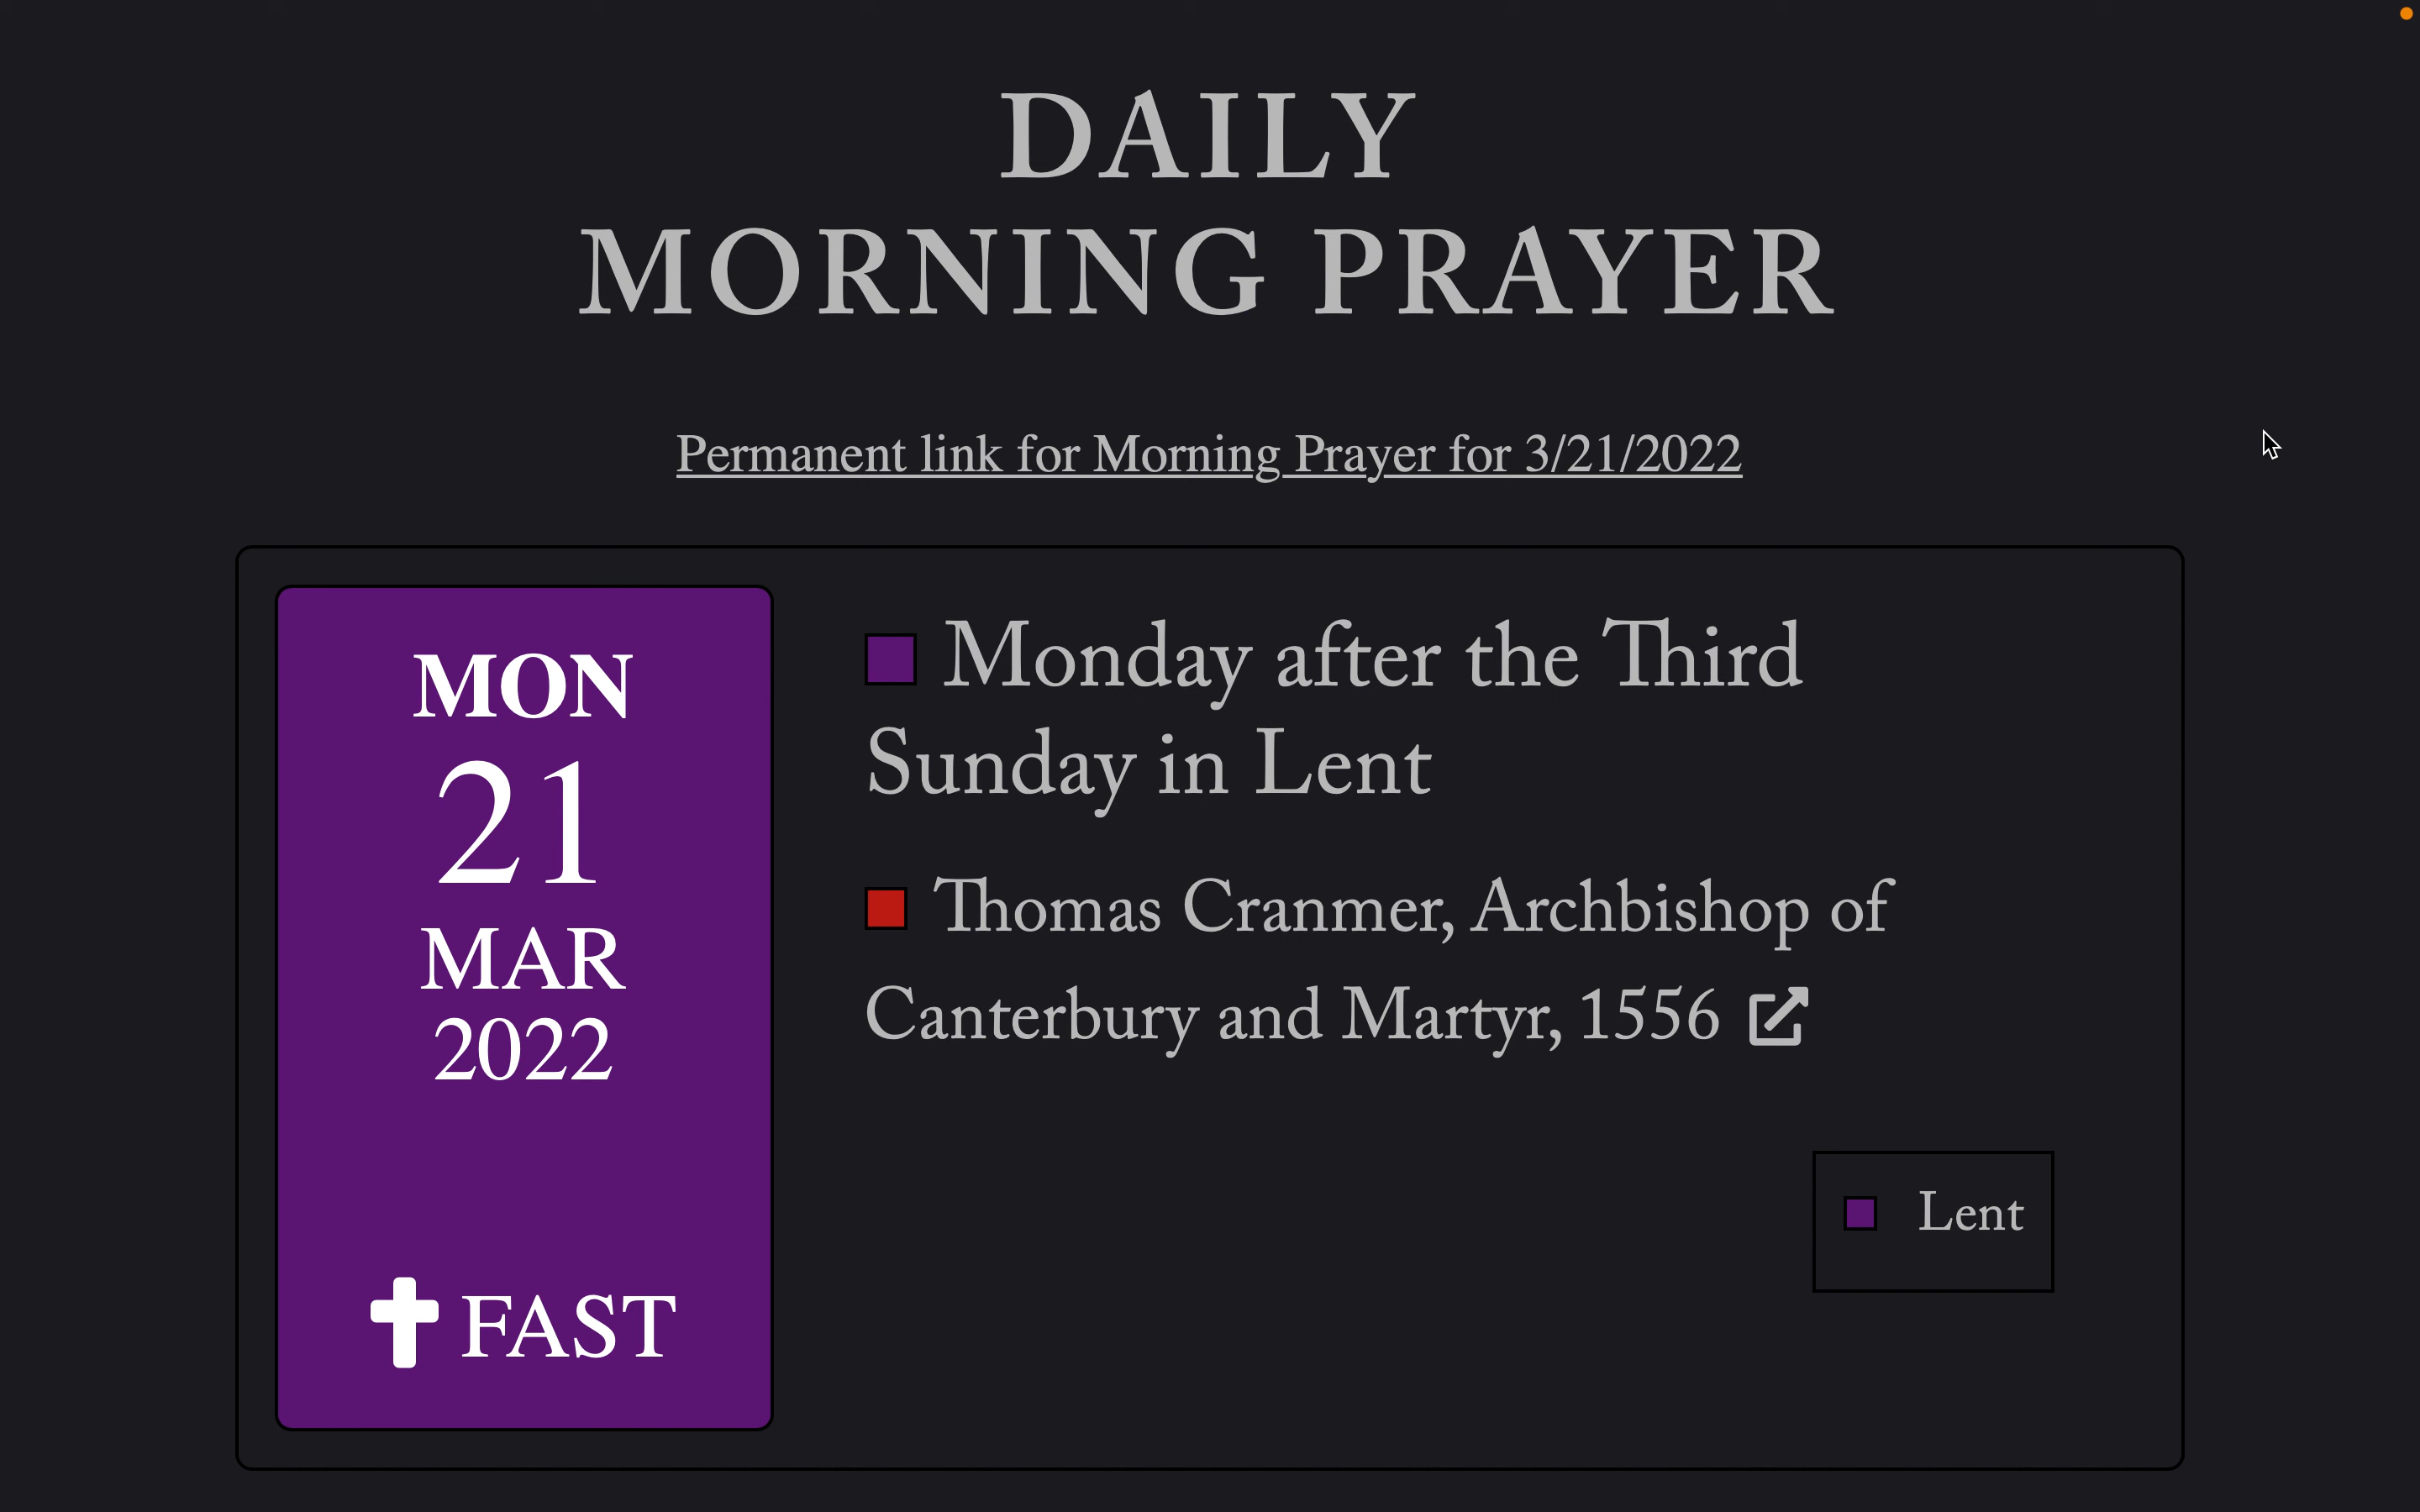 DAILY
MORNING PRAYER
Permanent link for Morning Prayer for 3/21/2022
MON
21
MAR
2022
FAST
Monday after the Third
Sunday in Lent
Thomas Cranmer, Archbishop of
Canterbury and Martyr, 1556
Lent